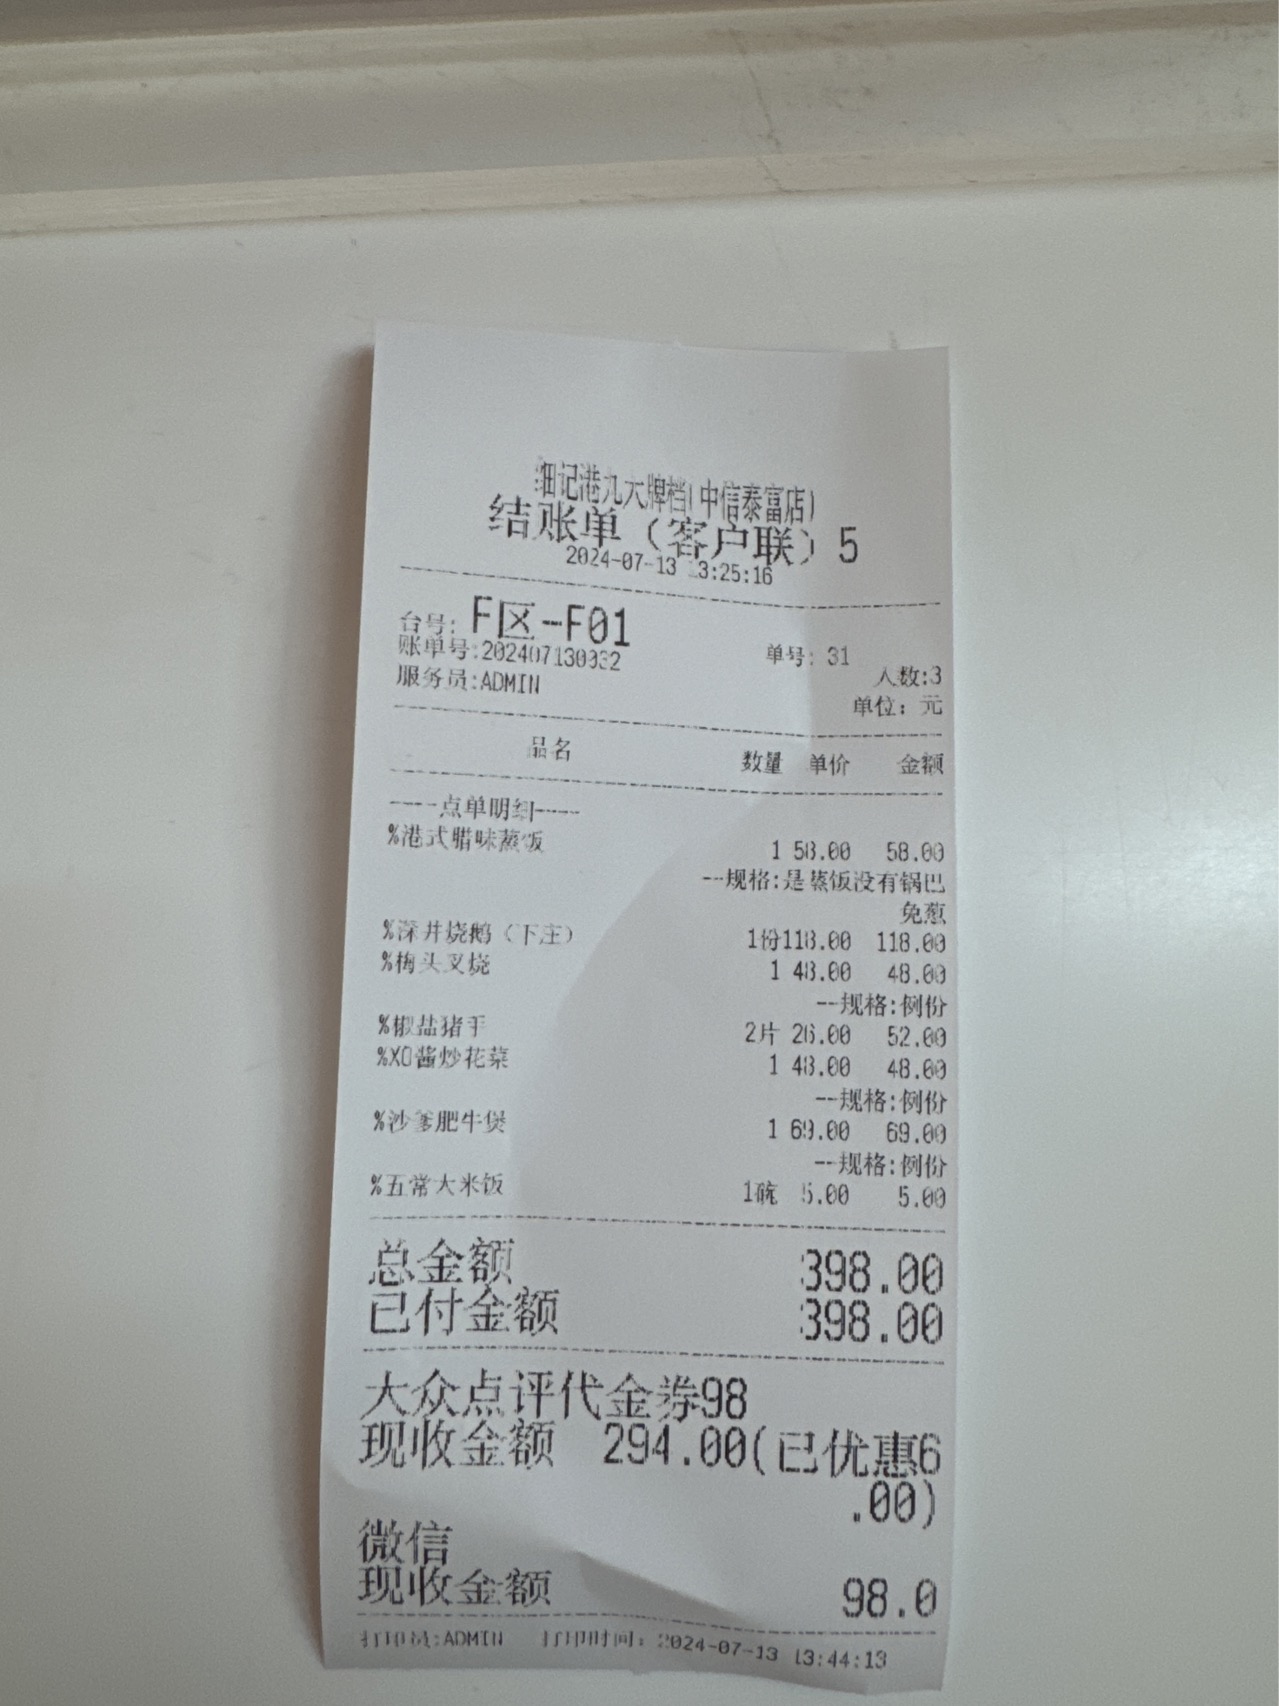 细记港九大牌档(中信泰富店)
结账单（客户联）5
2024-07-13 13:25:16
台号: F区-F01
单号: 31
账单号:202407130032
人数:3
服务员:ADMIN
单位: 元
品名 数量 单价 金额
----点单明细----
%港式腊味蒸饭 1 58.00 58.00
--规格:是蒸饭没有锅巴
免葱
%深井烧鹅（下庄） 1份118.00 118.00
%梅头叉烧 1 48.00 48.00
--规格:例份
%椒盐猪手 2片 26.00 52.00
%XO酱炒花菜 1 48.00 48.00
--规格:例份
%沙爹肥牛煲 1 69.00 69.00
--规格:例份
%五常大米饭 1碗 5.00 5.00
总金额 398.00
已付金额 398.00
大众点评代金券98
现收金额 294.00(已优惠6
.00)
微信
现收金额 98.0
打印员:ADMIN 打印时间: 2024-07-13 13:44:13